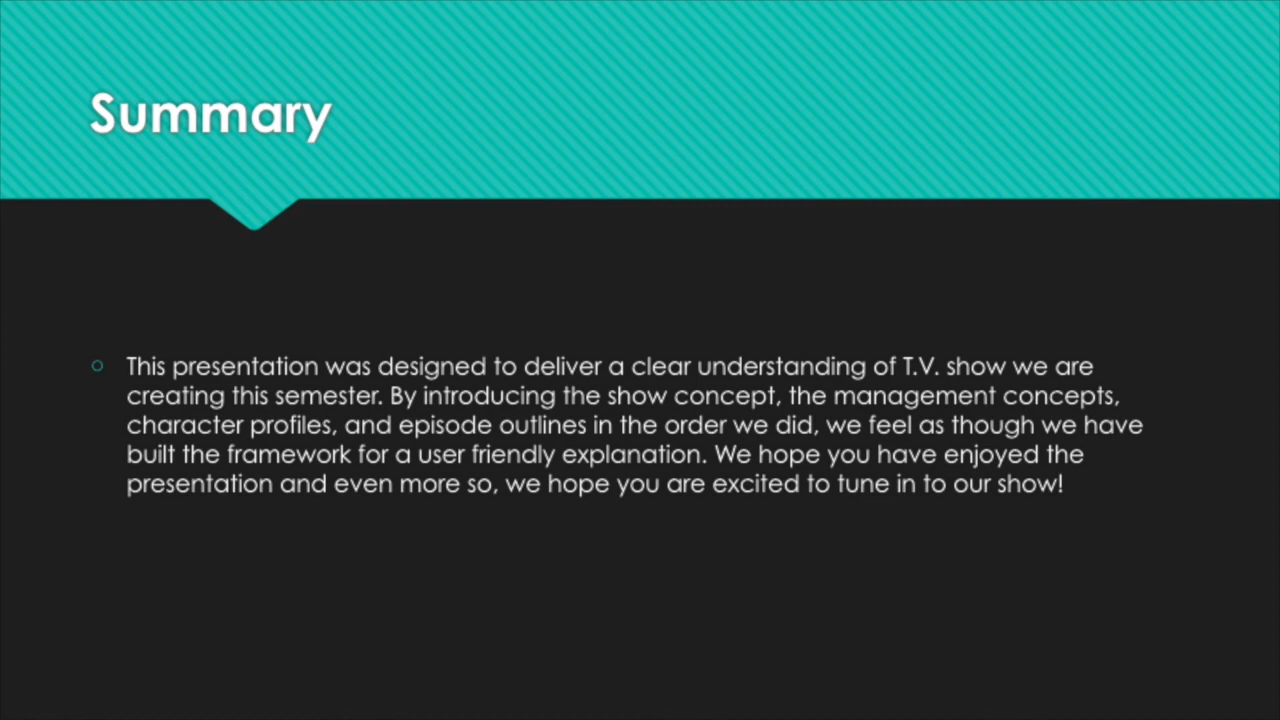 Summary
This presentation was designed to deliver a clear understanding of T.V. show we are
creating this semester. By introducing the show concept, the management concepts,
character profiles, and episode outlines in the order we did, we feel as though we have
built the framework for a user friendly explanation. We hope you have enjoyed the
presentation and even more so, we hope you are excited to tune in to our show!